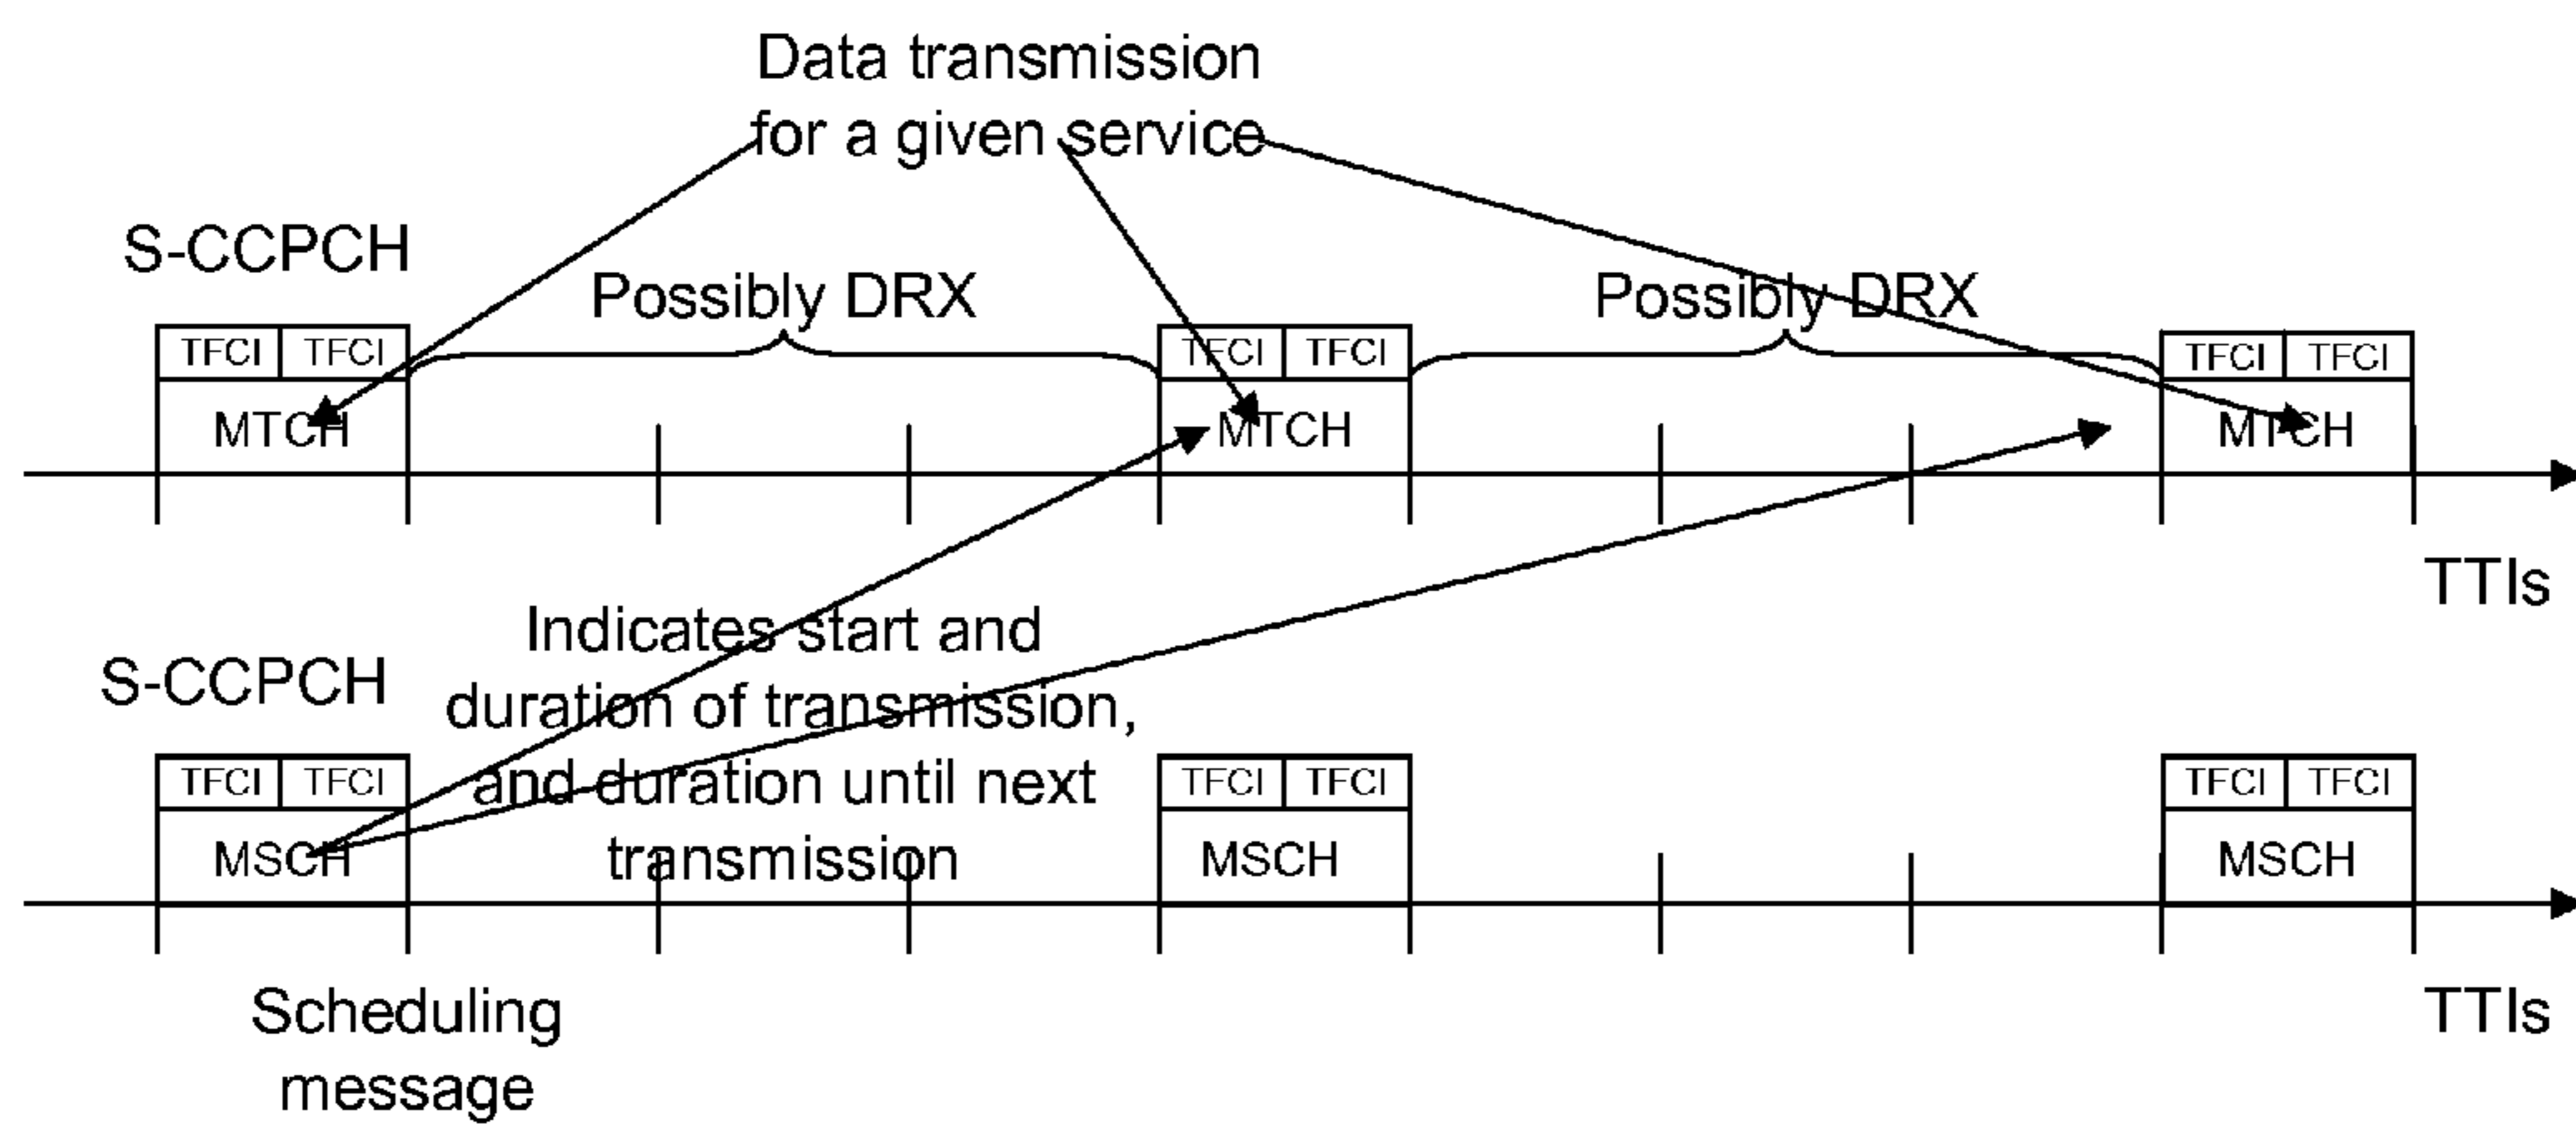 Data transmission
for a given service
S-CCPCH
Possibly DRX
Possibly DRX
TFCI TFCI
TFCI TFCI
TFCI TFCI
MTCH
MTCH
MTCH
TTIs
Indicates start and
duration of transmission,
and duration until next
transmission
S-CCPCH
TFCI TFCI
TFCI TFCI
TFCI TFCI
MSCH
MSCH
MSCH
Scheduling
message
TTIs